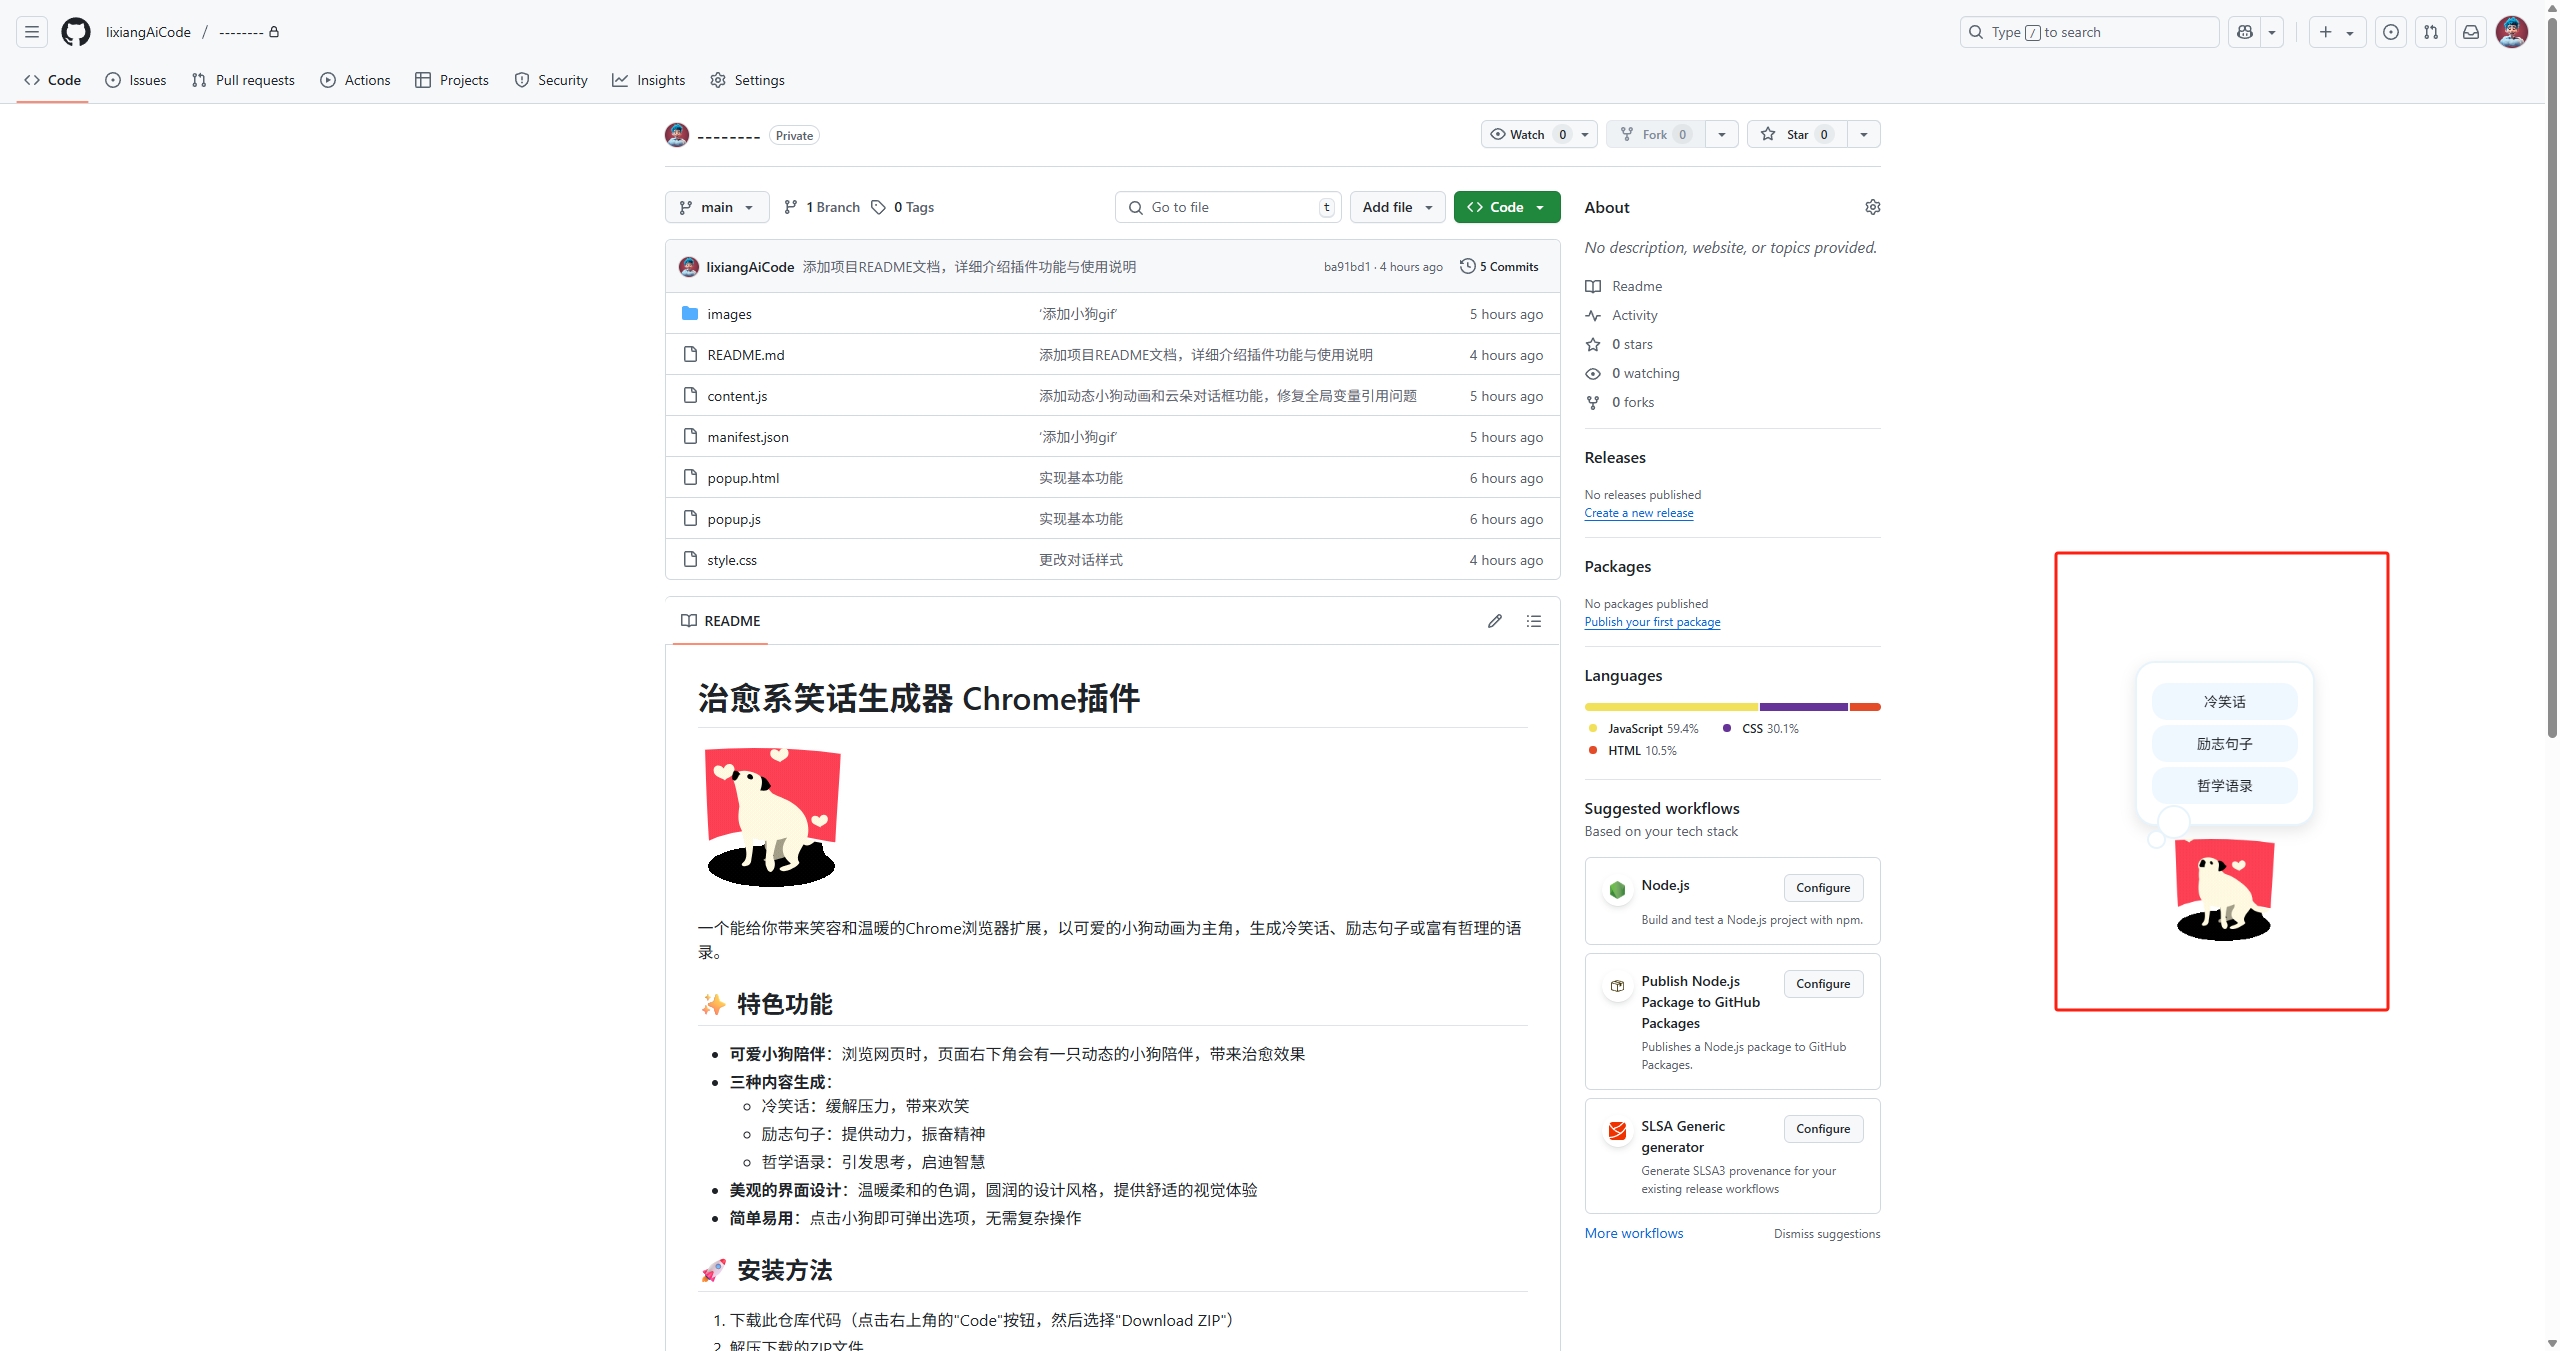 lixiangAiCode / --------
Type / to search
Code Issues Pull requests Actions Projects Security Insights Settings
-------- Private
Watch 0 Fork 0 Star 0
main 1 Branch 0 Tags
Go to file t Add file Code
lixiangAiCode 添加项目README文档，详细介绍插件功能与使用说明 ba91bd1 · 4 hours ago 5 Commits
images '添加小狗gif' 5 hours ago
README.md 添加项目README文档，详细介绍插件功能与使用说明 4 hours ago
content.js 添加动态小狗动画和云朵对话框功能，修复全局变量引用问题 5 hours ago
manifest.json '添加小狗gif' 5 hours ago
popup.html 实现基本功能 6 hours ago
popup.js 实现基本功能 6 hours ago
style.css 更改对话样式 4 hours ago
README
治愈系笑话生成器 Chrome插件
一个能给你带来笑容和温暖的Chrome浏览器扩展，以可爱的小狗动画为主角，生成冷笑话、励志句子或富有哲理的语
录。
✨ 特色功能
• 可爱小狗陪伴：浏览网页时，页面右下角会有一只动态的小狗陪伴，带来治愈效果
• 三种内容生成：
◦ 冷笑话：缓解压力，带来欢笑
◦ 励志句子：提供动力，振奋精神
◦ 哲学语录：引发思考，启迪智慧
• 美观的界面设计：温暖柔和的色调，圆润的设计风格，提供舒适的视觉体验
• 简单易用：点击小狗即可弹出选项，无需复杂操作
🚀 安装方法
1. 下载此仓库代码（点击右上角的"Code"按钮，然后选择"Download ZIP"）
2. 解压下载的ZIP文件
About
No description, website, or topics provided.
Readme
Activity
0 stars
0 watching
0 forks
Releases
No releases published
Create a new release
Packages
No packages published
Publish your first package
Languages
JavaScript 59.4% CSS 30.1%
HTML 10.5%
Suggested workflows
Based on your tech stack
Node.js Configure
Build and test a Node.js project with npm.
Publish Node.js Configure
Package to GitHub
Packages
Publishes a Node.js package to GitHub
Packages.
SLSA Generic Configure
generator
Generate SLSA3 provenance for your
existing release workflows
More workflows Dismiss suggestions
冷笑话
励志句子
哲学语录